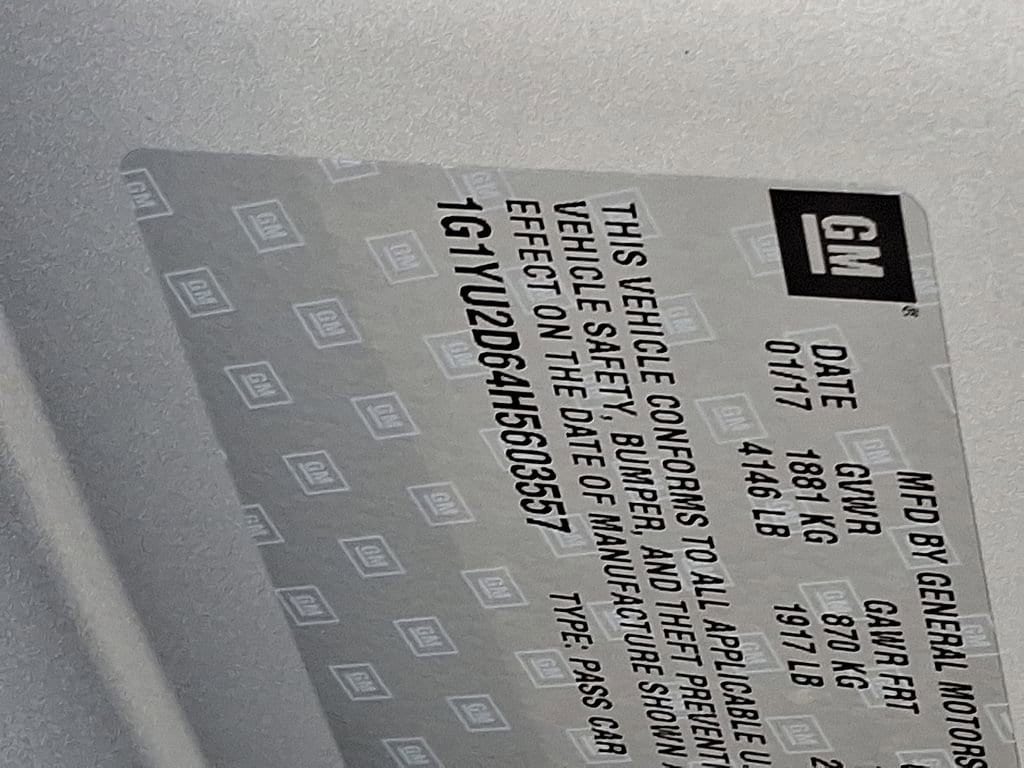 GM
MFD BY GENERAL MOTORS
DATE GVWR GAWR FRT
01/17 1881 KG 870 KG
4146 LB 1917 LB
THIS VEHICLE CONFORMS TO ALL APPLICABLE U.
VEHICLE SAFETY, BUMPER, AND THEFT PREVENTI
EFFECT ON THE DATE OF MANUFACTURE SHOWN
1G1YU2D64H5603557 TYPE: PASS CAR